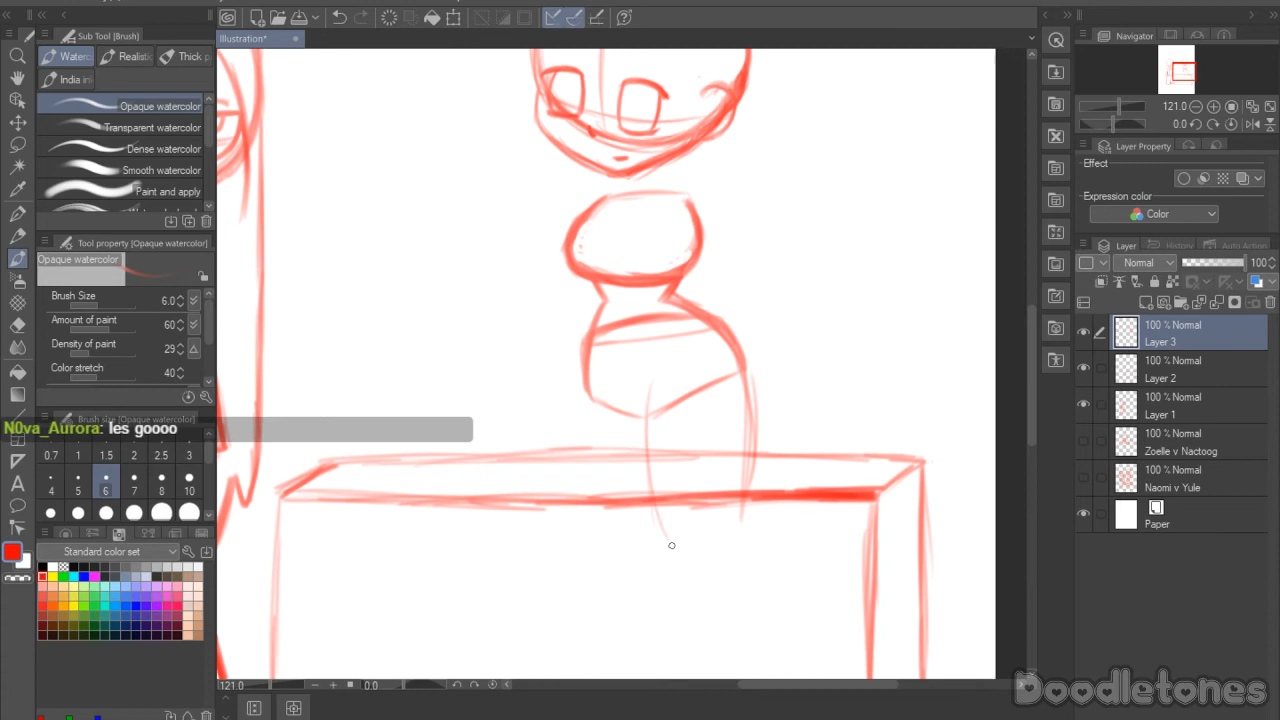 Sub Tool [Brush]
Waterc
Realistic
Thick p
India in
Opaque watercolor
Transparent watercolor
Dense watercolor
Smooth watercolor
Paint and apply
Tool property [Opaque watercolor]
Opaque watercolor
Brush Size 6.0
Amount of paint 60
Density of paint 29
Color stretch 40
Brush size [Opaque watercolor]
N0va_Aurora: les goooo
0.7 1 1.5 2 2.5 3
4 5 6 7 8 10
Standard color set
Illustration*
121.0
0.0
Navigator
121.0
0.0
Layer Property
Effect
Expression color
Color
Layer
History
Auto Action
Normal
100
100 % Normal
Layer 3
100 % Normal
Layer 2
100 % Normal
Layer 1
100 % Normal
Zoelle v Nactoog
100 % Normal
Naomi v Yule
Paper
Doodletones